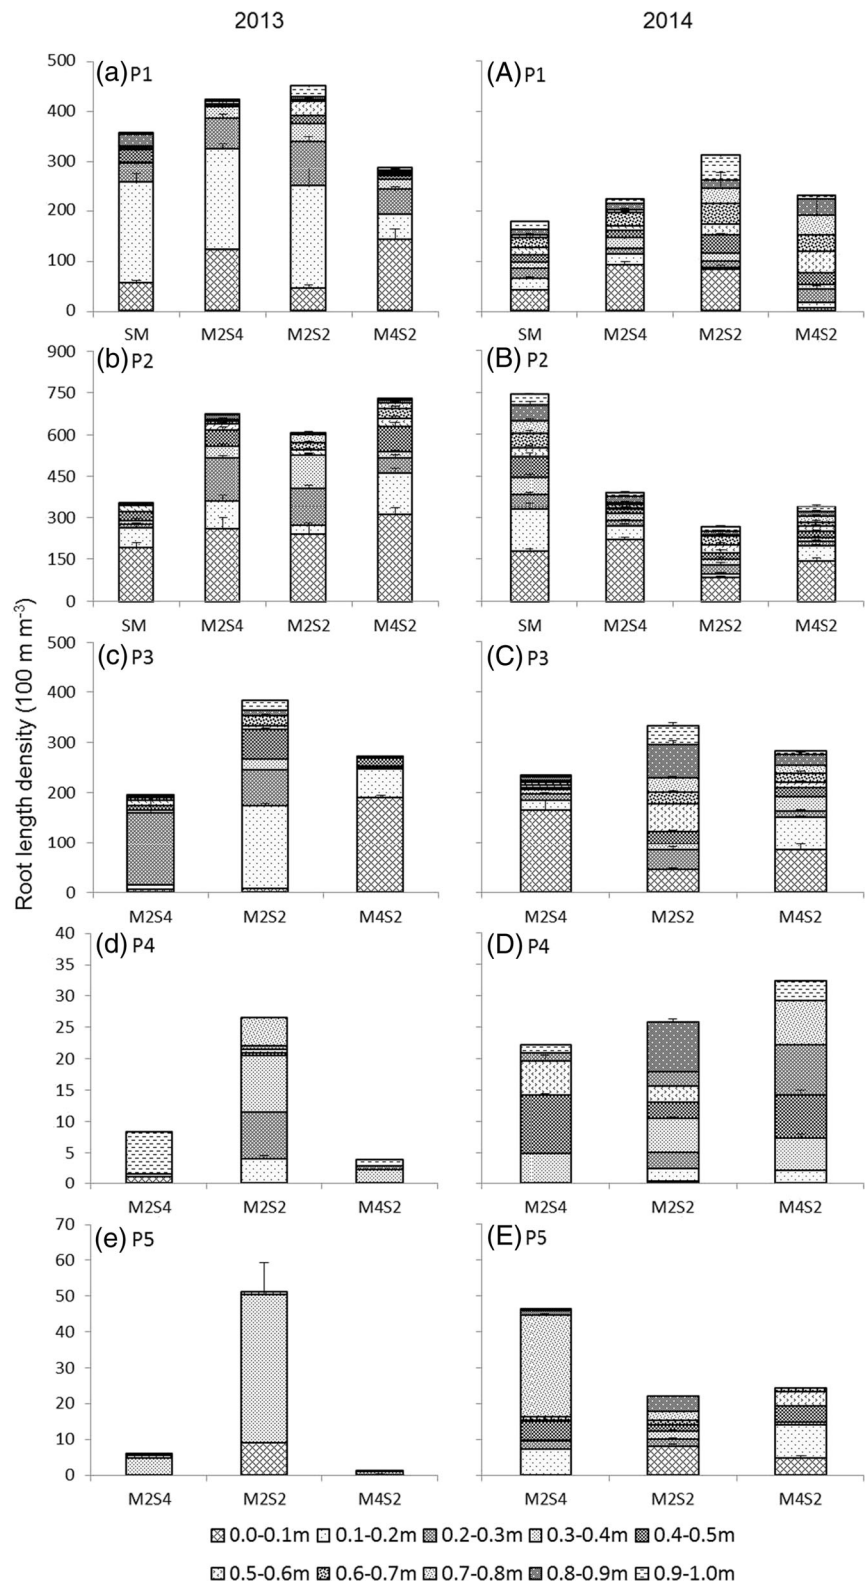 2013 2014
Root length density (100 m m-3)
(a) P1 (A) P1
500
400
300
200
100
0
SM M2S4 M2S2 M4S2 SM M2S4 M2S2 M4S2
(b) P2 (B) P2
900
750
600
450
300
150
0
SM M2S4 M2S2 M4S2 SM M2S4 M2S2 M4S2
(c) P3 (C) P3
500
400
300
200
100
0
M2S4 M2S2 M4S2 M2S4 M2S2 M4S2
(d) P4 (D) P4
40
35
30
25
20
15
10
5
0
M2S4 M2S2 M4S2 M2S4 M2S2 M4S2
(e) P5 (E) P5
70
60
50
40
30
20
10
0
M2S4 M2S2 M4S2 M2S4 M2S2 M4S2
0.0-0.1m 0.1-0.2m 0.2-0.3m 0.3-0.4m 0.4-0.5m
0.5-0.6m 0.6-0.7m 0.7-0.8m 0.8-0.9m 0.9-1.0m